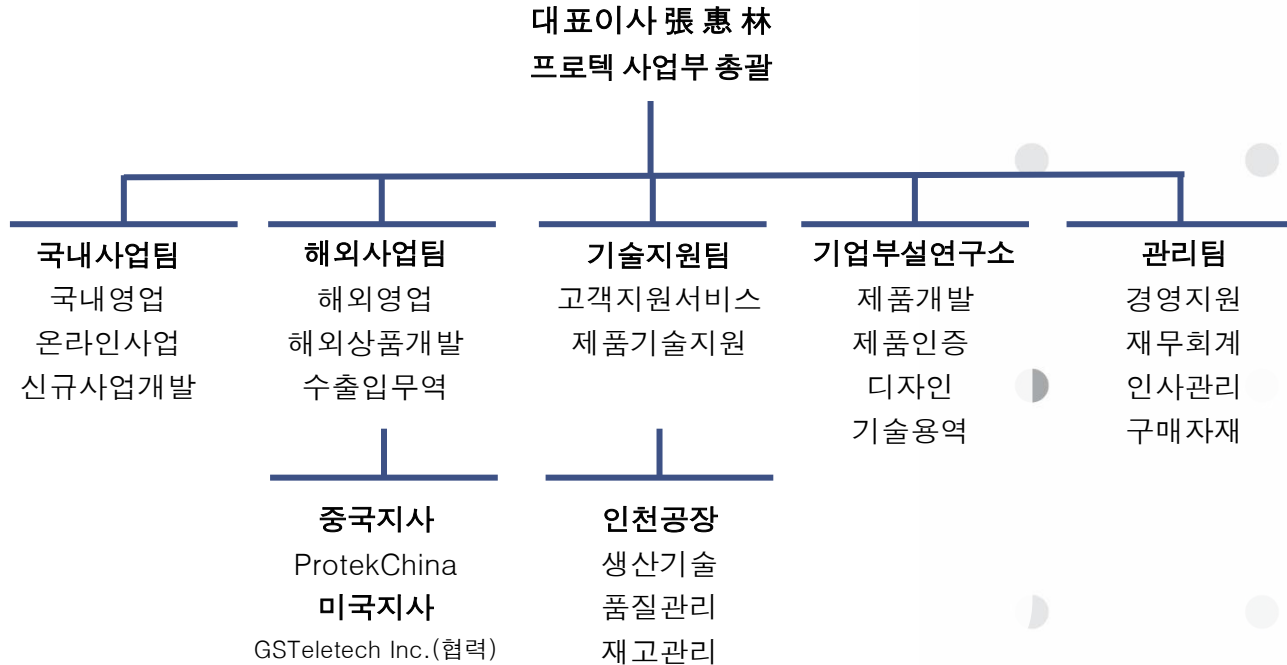 대표이사 張 惠 林
프로텍 사업부 총괄
국내사업팀
국내영업
온라인사업
신규사업개발
해외사업팀
해외영업
해외상품개발
수출입무역
기술지원팀
고객지원서비스
제품기술지원
기업부설연구소
제품개발
제품인증
디자인
기술용역
관리팀
경영지원
재무회계
인사관리
구매자재
중국지사
ProtekChina
미국지사
GSTeletech Inc.(협력)
인천공장
생산기술
품질관리
재고관리